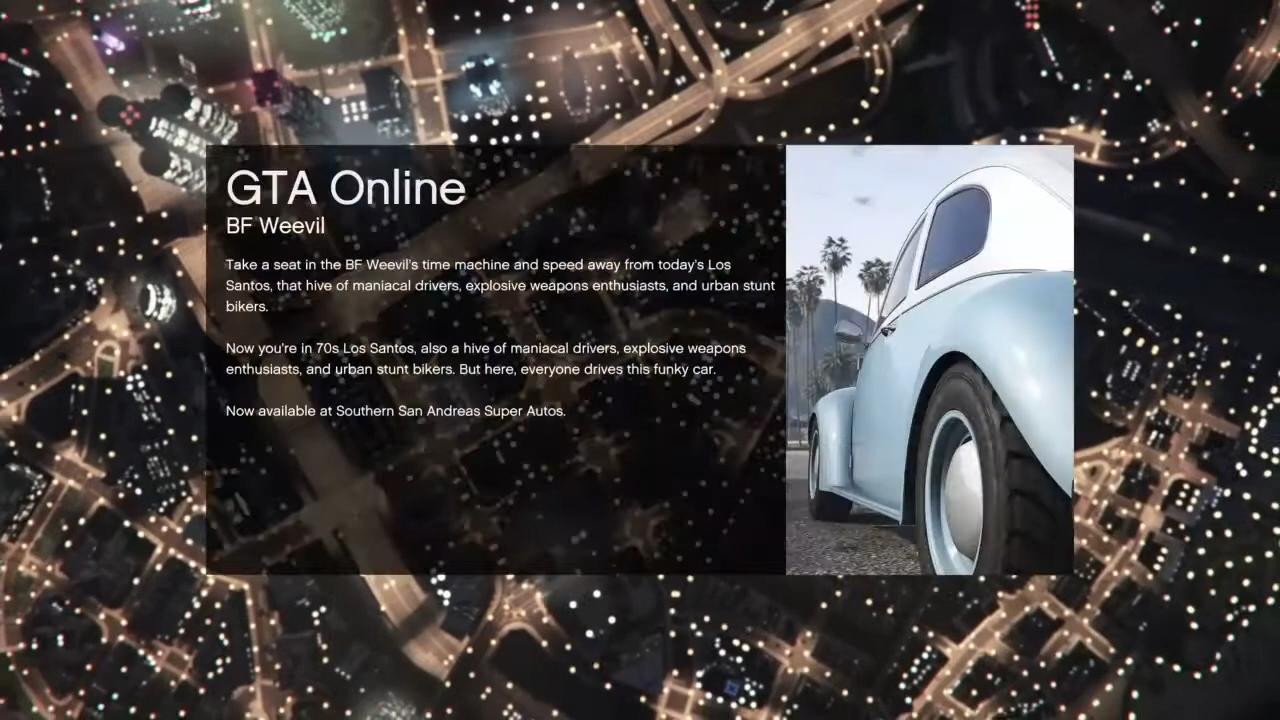 GTA Online
BF Weevil
Take a seat in the BF Weevil's time machine and speed away from today's Los
Santos, that hive of maniacal drivers, explosive weapons enthusiasts, and urban stunt
bikers.
Now you're in 70s Los Santos, also a hive of maniacal drivers, explosive weapons
enthusiasts, and urban stunt bikers. But here, everyone drives this funky car.
Now available at Southern San Andreas Super Autos.